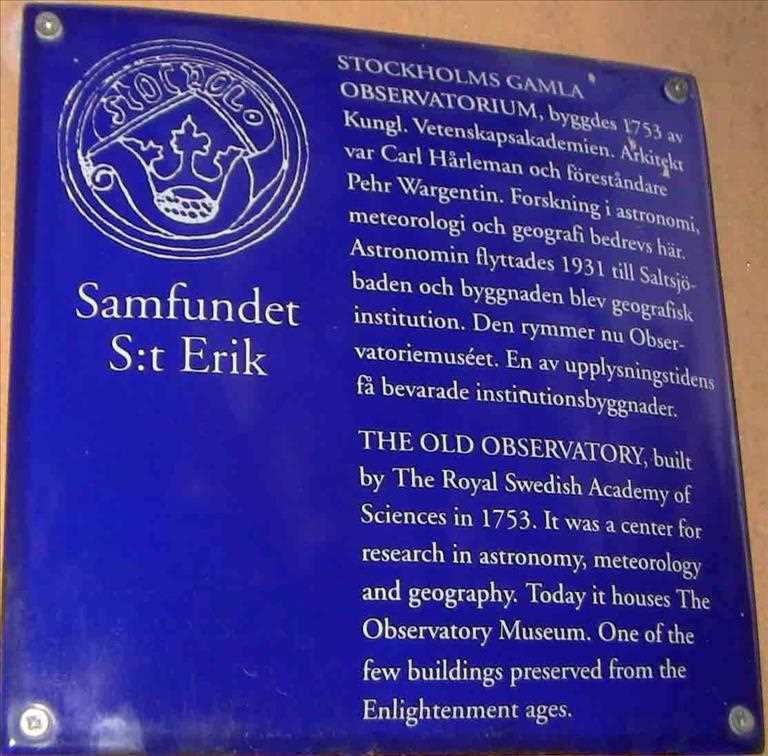 STOCHOLO
Samfundet
S:t Erik
STOCKHOLMS GAMLA
OBSERVATORIUM, byggdes 1753 av
Kungl. Vetenskapsakademien. Arkitekt
var Carl Hårleman och föreståndare
Pehr Wargentin. Forskning i astronomi,
meteorologi och geografi bedrevs här.
Astronomin flyttades 1931 till Saltsjö-
baden och byggnaden blev geografisk
institution. Den rymmer nu Obser-
vatoriemuséet. En av upplysningstidens
få bevarade institutionsbyggnader.
THE OLD OBSERVATORY, built
by The Royal Swedish Academy of
Sciences in 1753. It was a center for
research in astronomy, meteorology
and geography. Today it houses The
Observatory Museum. One of the
few buildings preserved from the
Enlightenment ages.